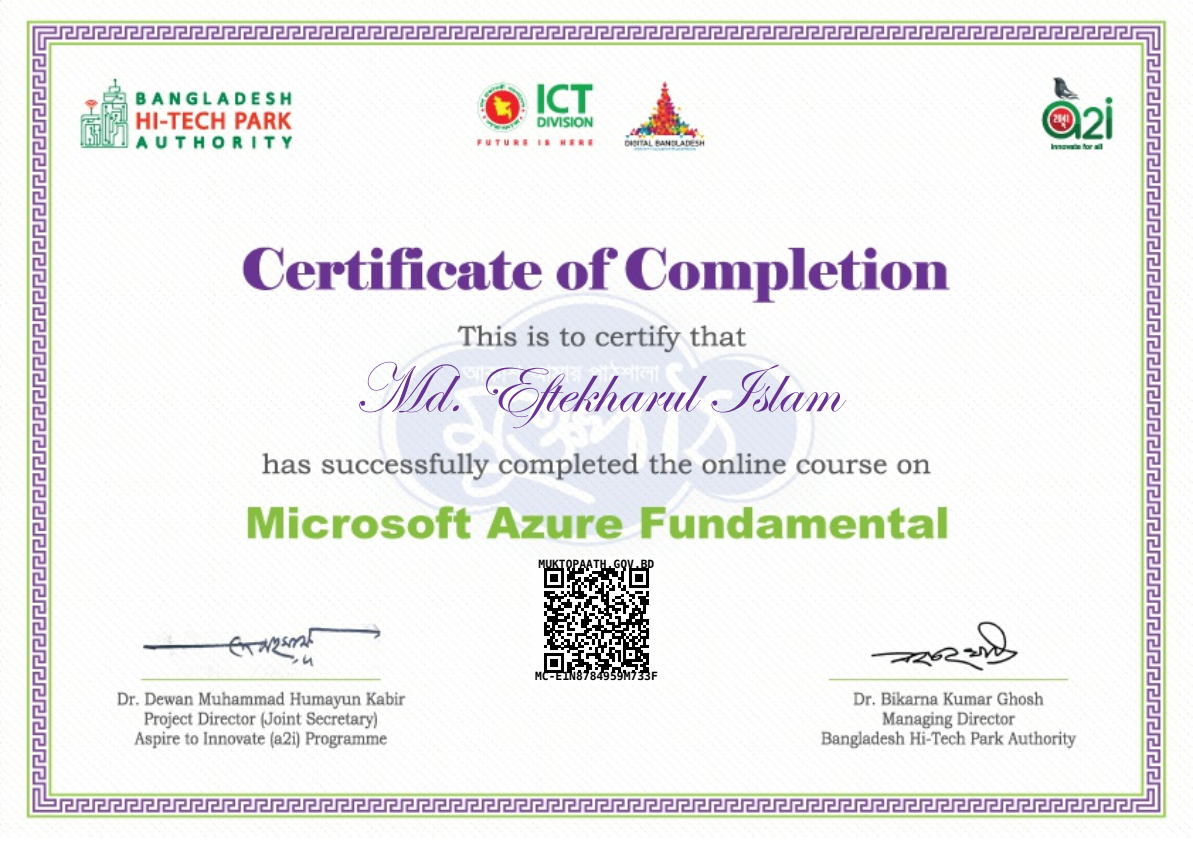 BANGLADESH
HI-TECH PARK
AUTHORITY
ICT
DIVISION
FUTURE IS HERE
DIGITAL BANGLADESH
2041
a2i
Innovate for all
Certificate of Completion
This is to certify that
Md. Eftekharul Islam
has successfully completed the online course on
Microsoft Azure Fundamental
MUKTOPAATH.GOV.BD
MC-E1N8784959M733F
Dr. Dewan Muhammad Humayun Kabir
Project Director (Joint Secretary)
Aspire to Innovate (a2i) Programme
Dr. Bikarna Kumar Ghosh
Managing Director
Bangladesh Hi-Tech Park Authority